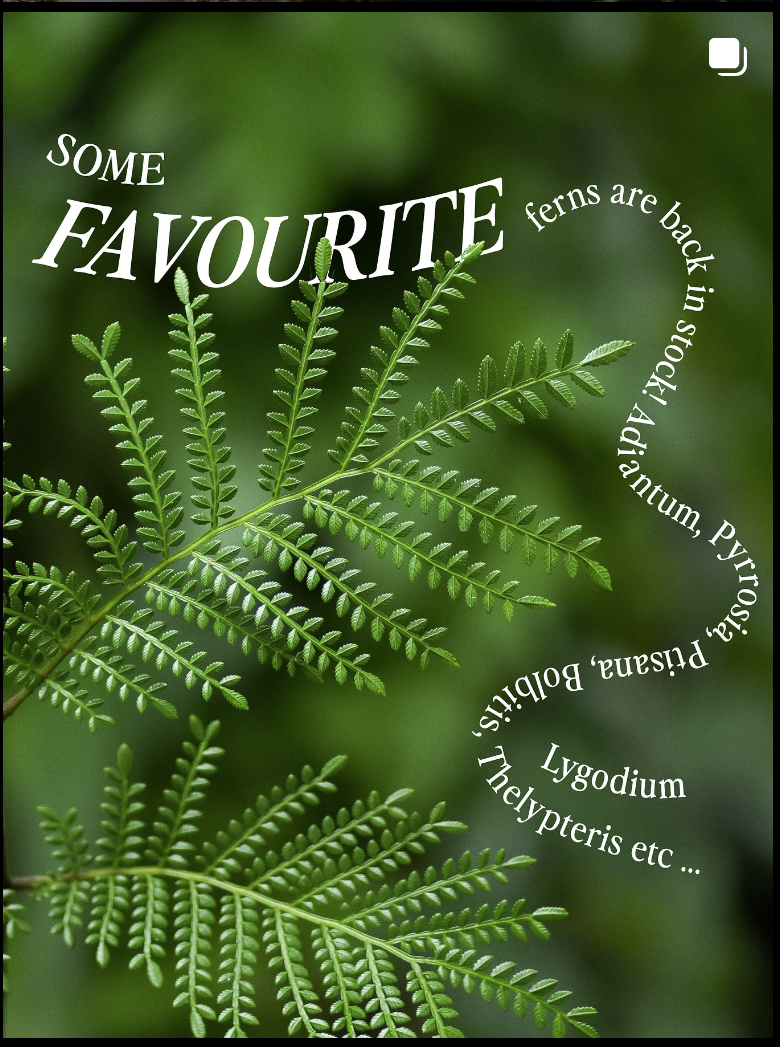 SOME
FAVOURITE
ferns are back in stock! Adiantum, Pyrrosia, Ptisana, Bolbitis, Thelypteris etc ...
Lygodium